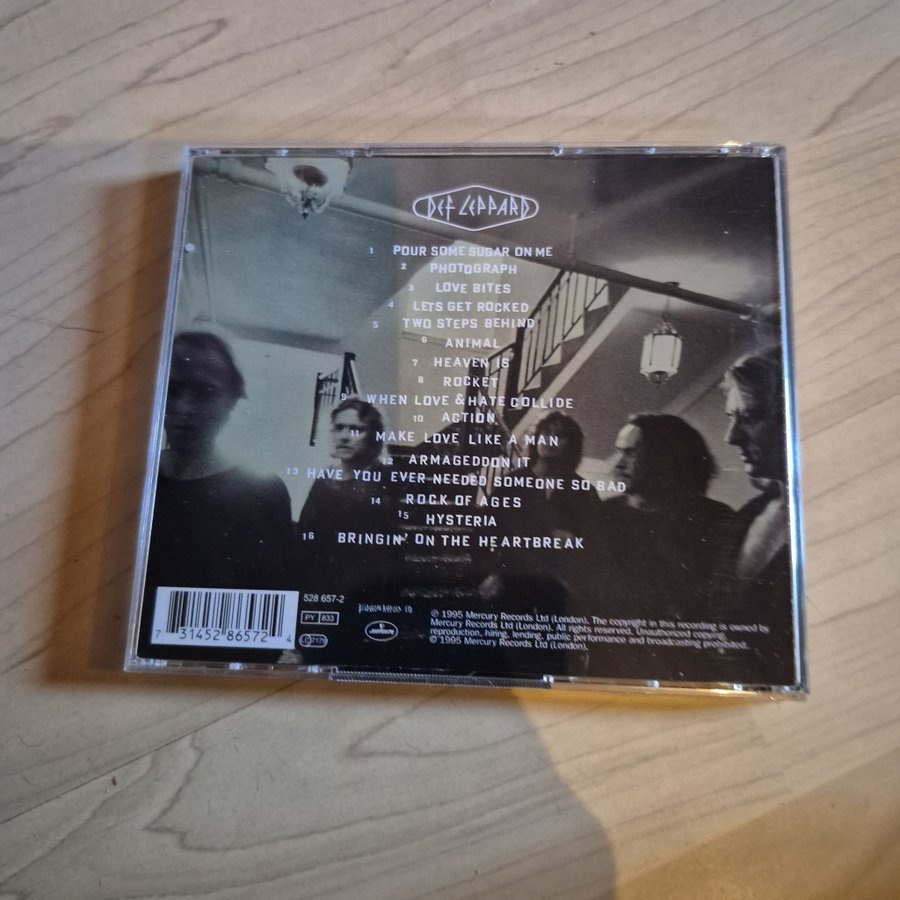 DEF LEPPARD
1 POUR SOME SUGAR ON ME
2 PHOTOGRAPH
3 LOVE BITES
4 LETS GET ROCKED
5 TWO STEPS BEHIND
6 ANIMAL
7 HEAVEN IS
8 ROCKET
9 WHEN LOVE & HATE COLLIDE
10 ACTION
11 MAKE LOVE LIKE A MAN
12 ARMAGEDDON IT
13 HAVE YOU EVER NEEDED SOMEONE SO BAD
14 ROCK OF AGES
15 HYSTERIA
16 BRINGIN' ON THE HEARTBREAK
528 657-2
PY 833
LC 7179
7 31452 86572 4
mercury
℗ 1995 Mercury Records Ltd (London). The copyright in this recording is owned by
Mercury Records Ltd (London). All rights reserved. Unauthorized copying,
reproduction, hiring, lending, public performance and broadcasting prohibited.
© 1995 Mercury Records Ltd (London).